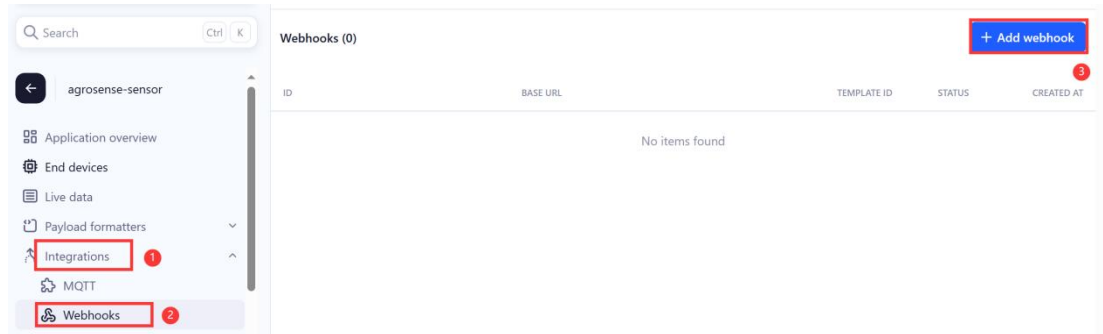 Search Ctrl K
agrosense-sensor
Application overview
End devices
Live data
Payload formatters
Integrations 1
MQTT
Webhooks 2
Webhooks (0)
+ Add webhook
3
ID BASE URL TEMPLATE ID STATUS CREATED AT
No items found